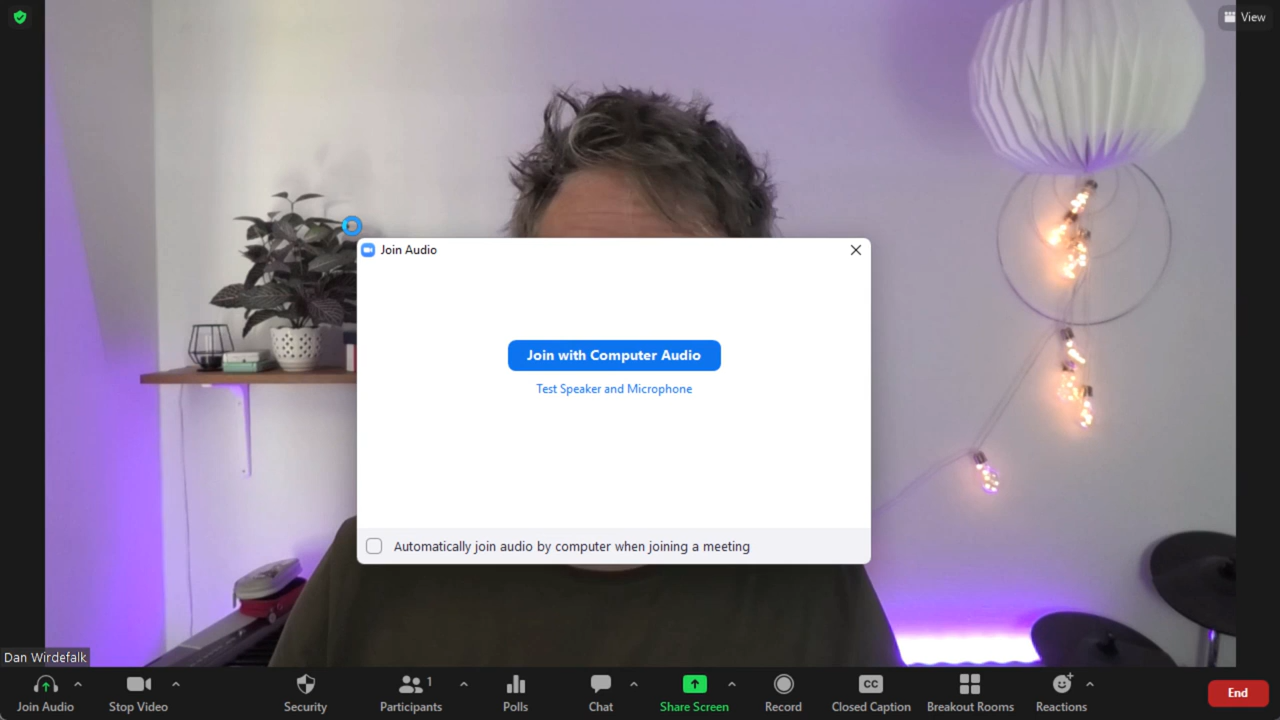 View
Join Audio
Join with Computer Audio
Test Speaker and Microphone
Automatically join audio by computer when joining a meeting
Dan Wirdefalk
Join Audio
Stop Video
Security
Participants
1
Polls
Chat
Share Screen
Record
CC
Closed Caption
Breakout Rooms
Reactions
End